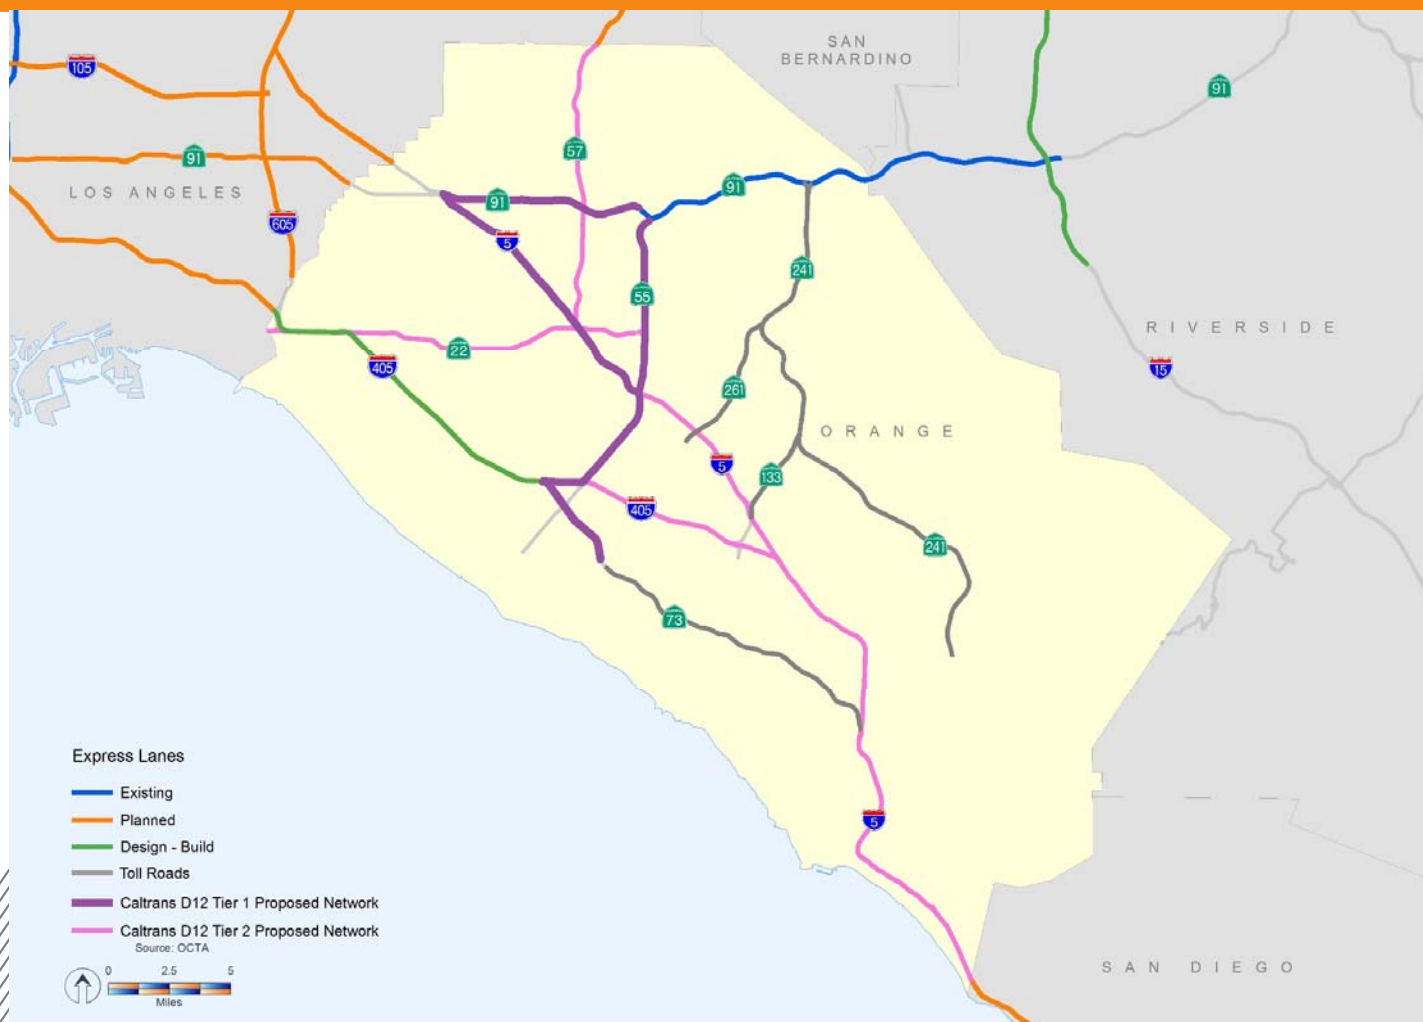 SAN
BERNARDINO
105
91
57
91
LOS ANGELES
91
91
605
5
241
55
RIVERSIDE
22
405
15
261
ORANGE
5
133
405
241
73
Express Lanes
Existing
Planned
5
Design - Build
Toll Roads
Caltrans D12 Tier 1 Proposed Network
Caltrans D12 Tier 2 Proposed Network
Source: OCTA
SAN DIEGO
0 2.5 5
Miles